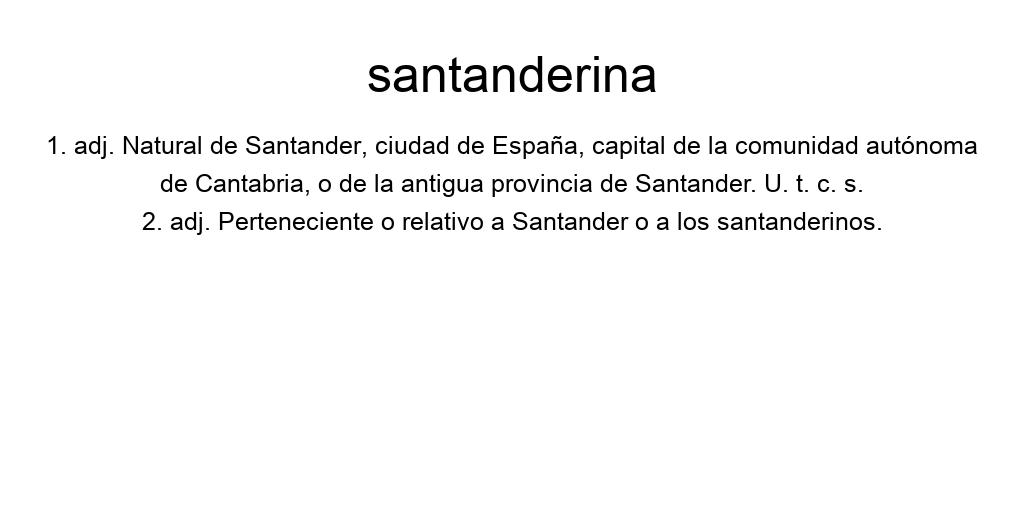 santanderina
1. adj. Natural de Santander, ciudad de España, capital de la comunidad autónoma
de Cantabria, o de la antigua provincia de Santander. U. t. c. s.
2. adj. Perteneciente o relativo a Santander o a los santanderinos.